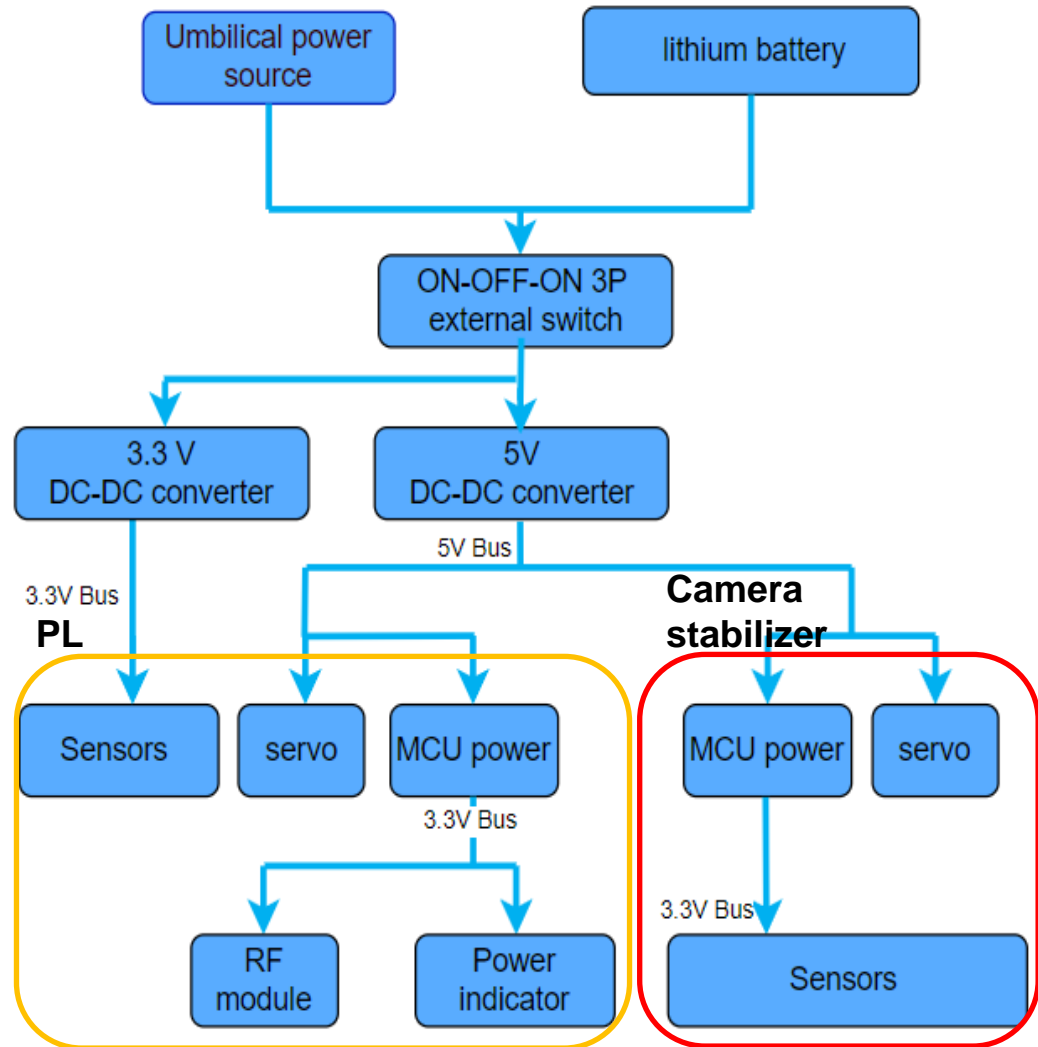 Umbilical power
source
lithium battery
ON-OFF-ON 3P
external switch
3.3 V
DC-DC converter
5V
DC-DC converter
5V Bus
3.3V Bus
PL
Camera
stabilizer
Sensors
servo
MCU power
MCU power
servo
3.3V Bus
3.3V Bus
RF
module
Power
indicator
Sensors